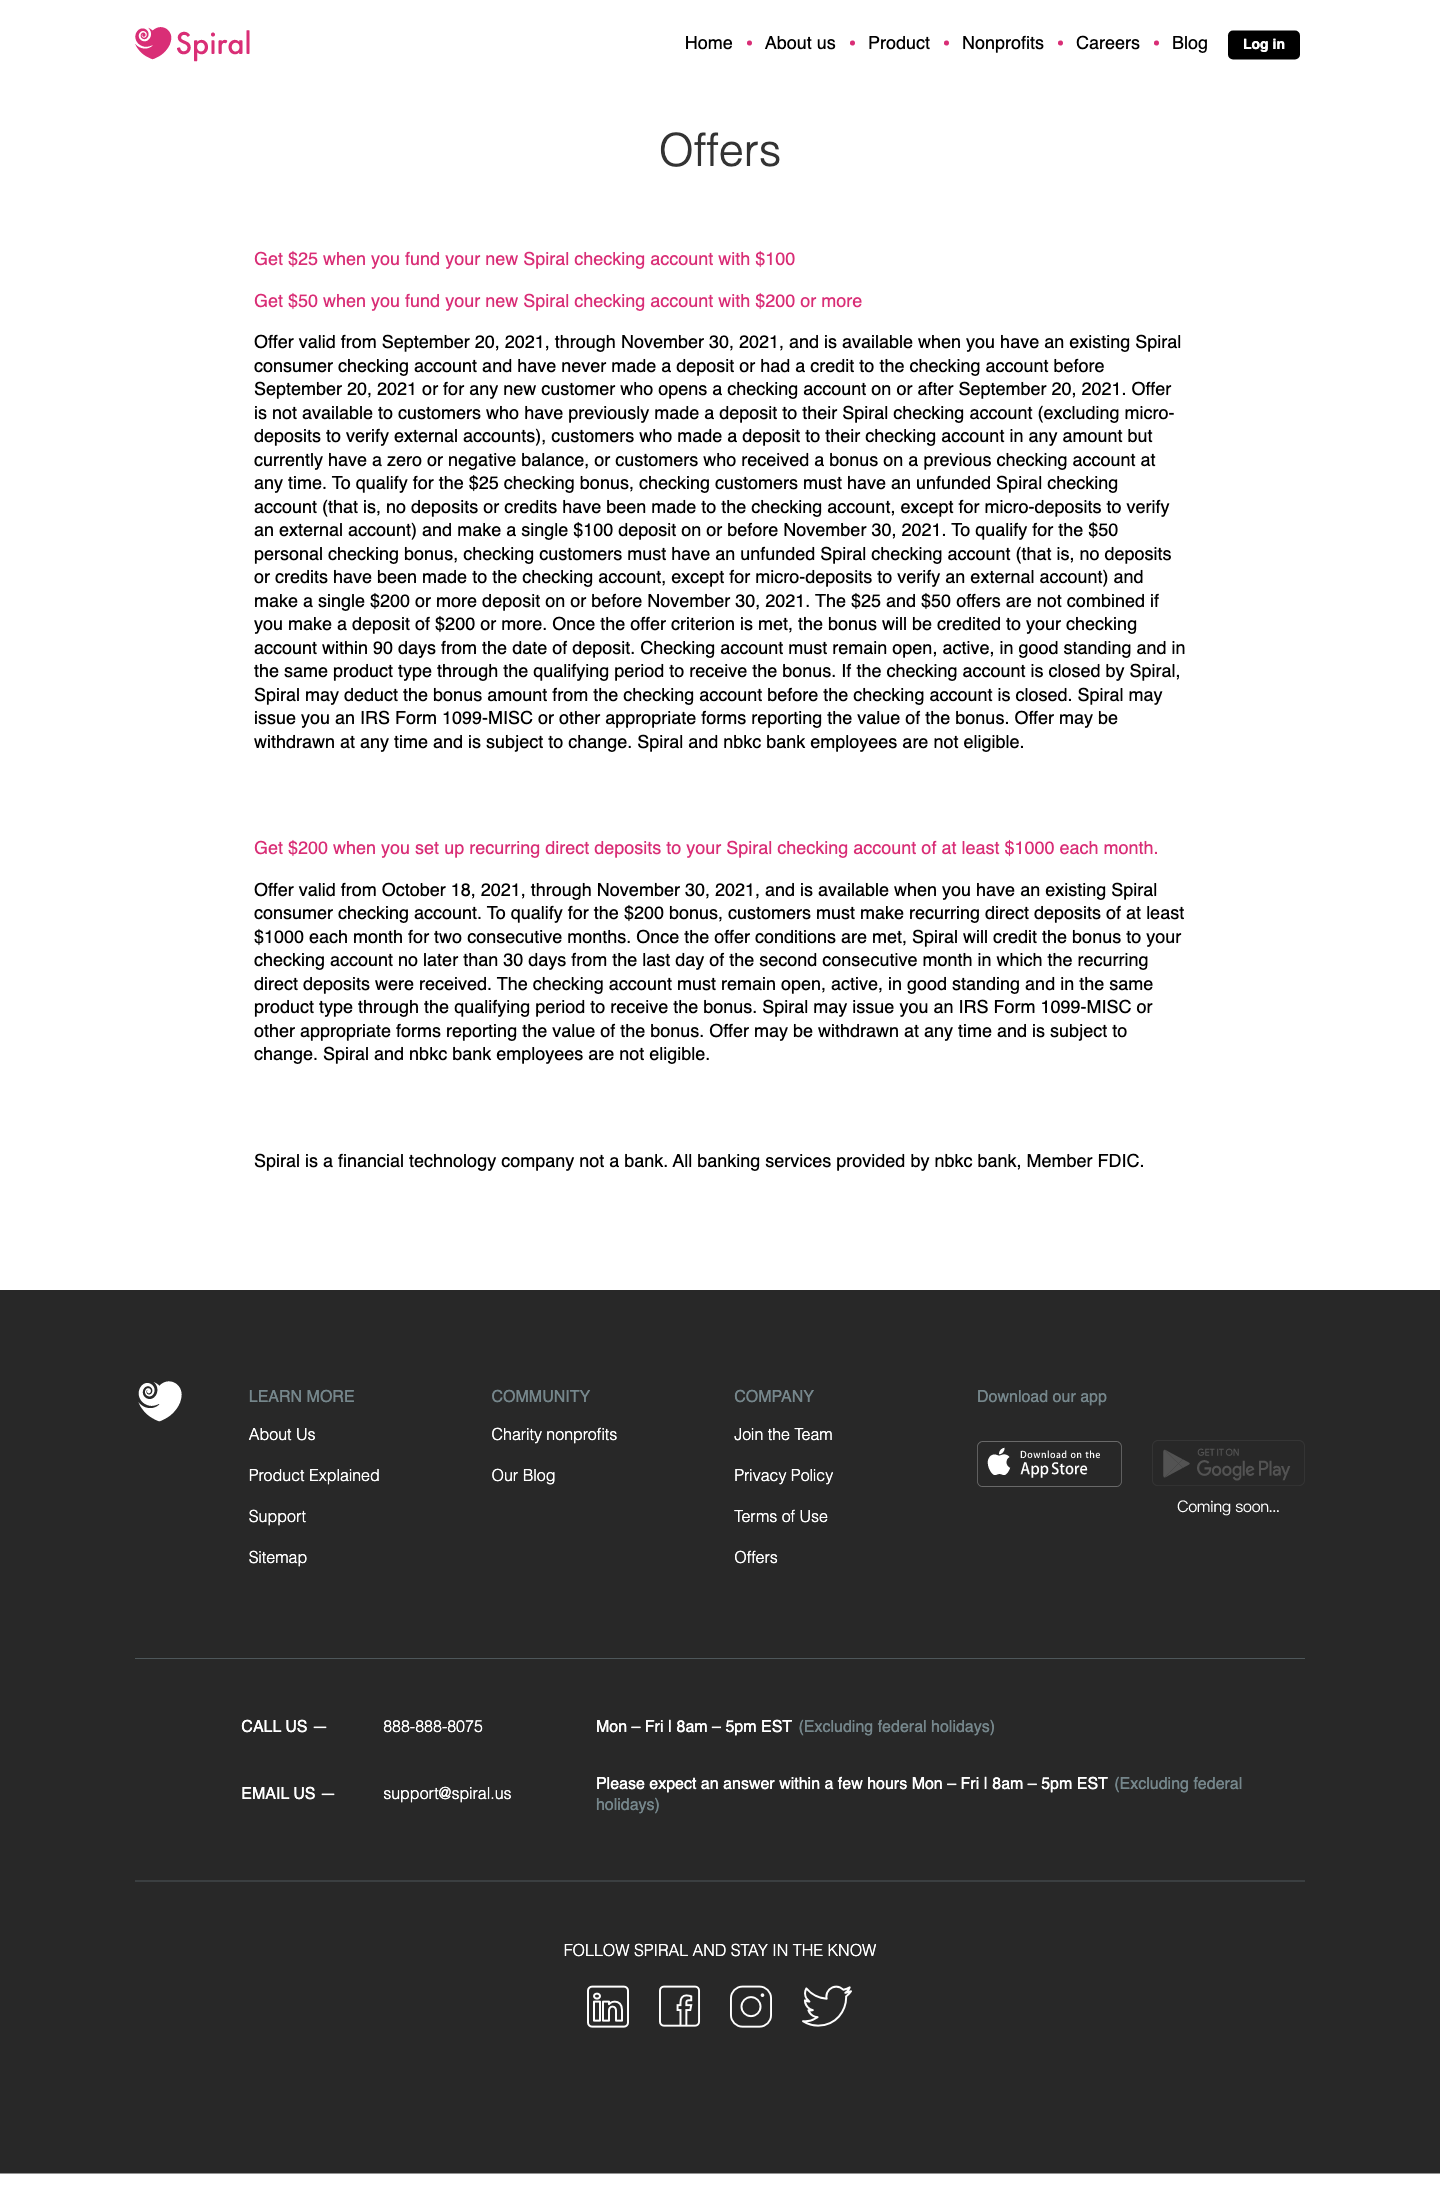 Spiral
Home • About us • Product • Nonprofits • Careers • Blog Log in
Offers
Get $25 when you fund your new Spiral checking account with $100
Get $50 when you fund your new Spiral checking account with $200 or more
Offer valid from September 20, 2021, through November 30, 2021, and is available when you have an existing Spiral
consumer checking account and have never made a deposit or had a credit to the checking account before
September 20, 2021 or for any new customer who opens a checking account on or after September 20, 2021. Offer
is not available to customers who have previously made a deposit to their Spiral checking account (excluding micro-
deposits to verify external accounts), customers who made a deposit to their checking account in any amount but
currently have a zero or negative balance, or customers who received a bonus on a previous checking account at
any time. To qualify for the $25 checking bonus, checking customers must have an unfunded Spiral checking
account (that is, no deposits or credits have been made to the checking account, except for micro-deposits to verify
an external account) and make a single $100 deposit on or before November 30, 2021. To qualify for the $50
personal checking bonus, checking customers must have an unfunded Spiral checking account (that is, no deposits
or credits have been made to the checking account, except for micro-deposits to verify an external account) and
make a single $200 or more deposit on or before November 30, 2021. The $25 and $50 offers are not combined if
you make a deposit of $200 or more. Once the offer criterion is met, the bonus will be credited to your checking
account within 90 days from the date of deposit. Checking account must remain open, active, in good standing and in
the same product type through the qualifying period to receive the bonus. If the checking account is closed by Spiral,
Spiral may deduct the bonus amount from the checking account before the checking account is closed. Spiral may
issue you an IRS Form 1099-MISC or other appropriate forms reporting the value of the bonus. Offer may be
withdrawn at any time and is subject to change. Spiral and nbkc bank employees are not eligible.
Get $200 when you set up recurring direct deposits to your Spiral checking account of at least $1000 each month.
Offer valid from October 18, 2021, through November 30, 2021, and is available when you have an existing Spiral
consumer checking account. To qualify for the $200 bonus, customers must make recurring direct deposits of at least
$1000 each month for two consecutive months. Once the offer conditions are met, Spiral will credit the bonus to your
checking account no later than 30 days from the last day of the second consecutive month in which the recurring
direct deposits were received. The checking account must remain open, active, in good standing and in the same
product type through the qualifying period to receive the bonus. Spiral may issue you an IRS Form 1099-MISC or
other appropriate forms reporting the value of the bonus. Offer may be withdrawn at any time and is subject to
change. Spiral and nbkc bank employees are not eligible.
Spiral is a financial technology company not a bank. All banking services provided by nbkc bank, Member FDIC.
LEARN MORE
About Us
Product Explained
Support
Sitemap
COMMUNITY
Charity nonprofits
Our Blog
COMPANY
Join the Team
Privacy Policy
Terms of Use
Offers
Download our app
Download on the
App Store
GET IT ON
Google Play
Coming soon...
CALL US — 888-888-8075 Mon – Fri | 8am – 5pm EST (Excluding federal holidays)
EMAIL US — support@spiral.us Please expect an answer within a few hours Mon – Fri | 8am – 5pm EST (Excluding federal
holidays)
FOLLOW SPIRAL AND STAY IN THE KNOW